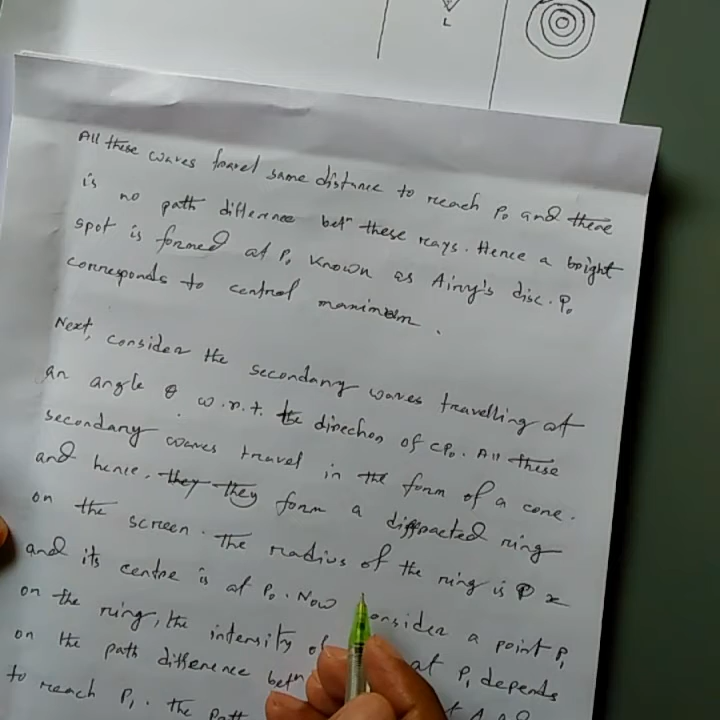 L
All these waves travel same distance to reach P₀ and there
is no path difference betⁿ these rays. Hence a bright
spot is formed at P₀ known as Airy's disc. P₀
corresponds to central maximum.
Next, consider the secondary waves travelling at
an angle θ w.r.t. the direction of CP₀. All these
secondary waves travel in the form of a cone.
and hence, they they form a diffracted ring
on the screen. The radius of the ring is x
and its centre is at P₀. Now consider a point P₁
on the ring, the intensity of at P₁ depends
on the path difference betⁿ
to reach P₁. The path